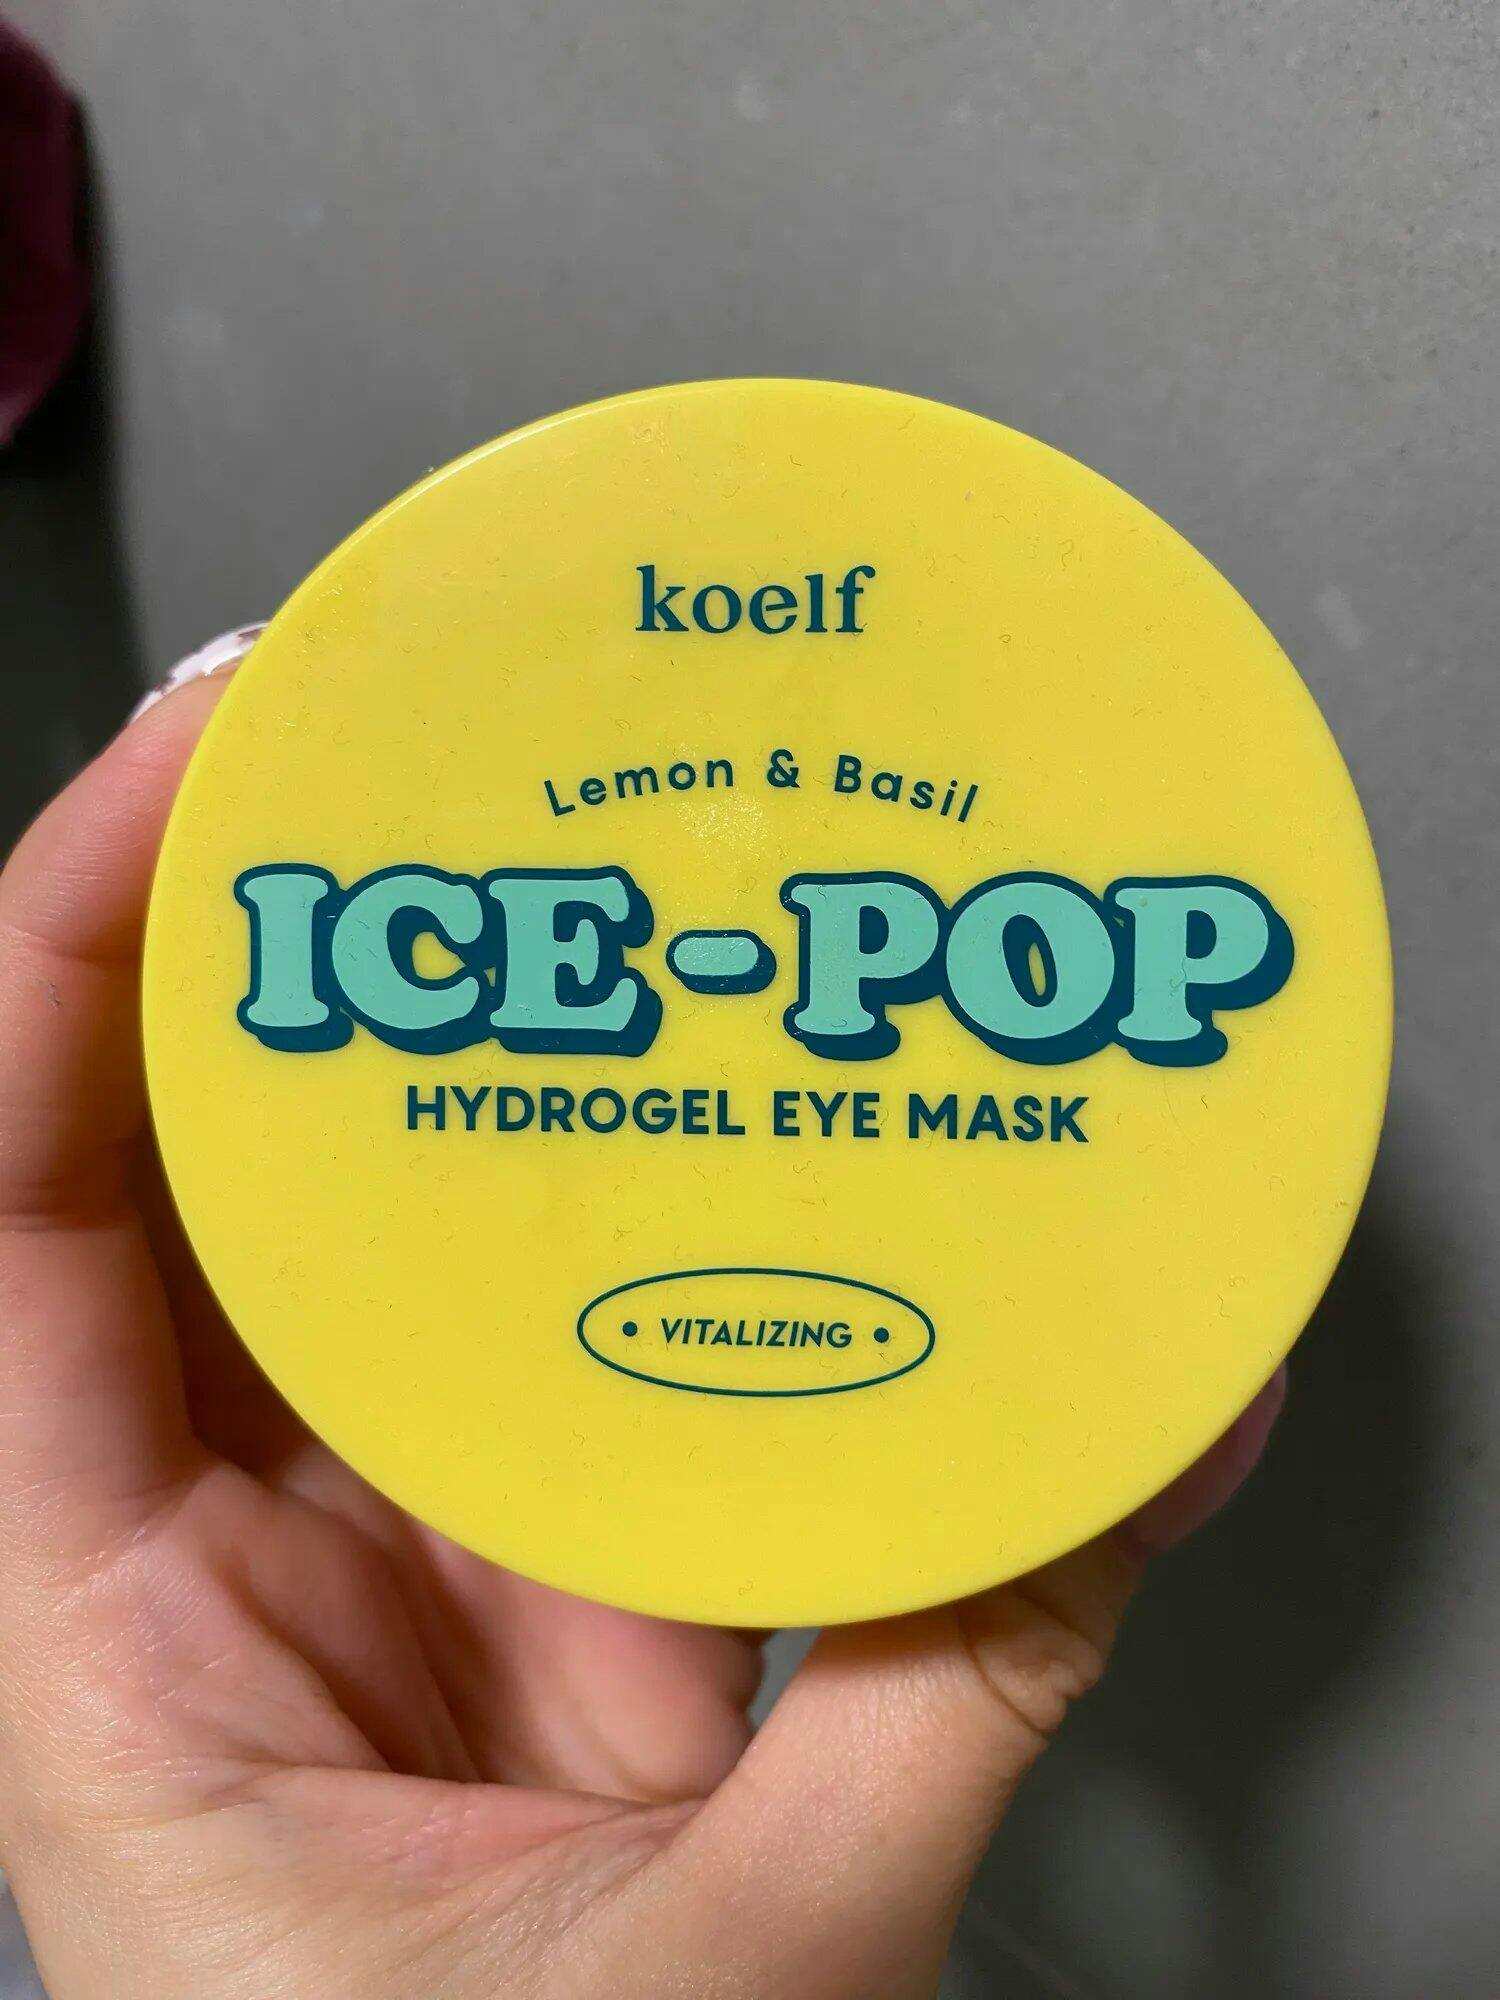 koelf
Lemon & Basil
ICE-POP
HYDROGEL EYE MASK
• VITALIZING •